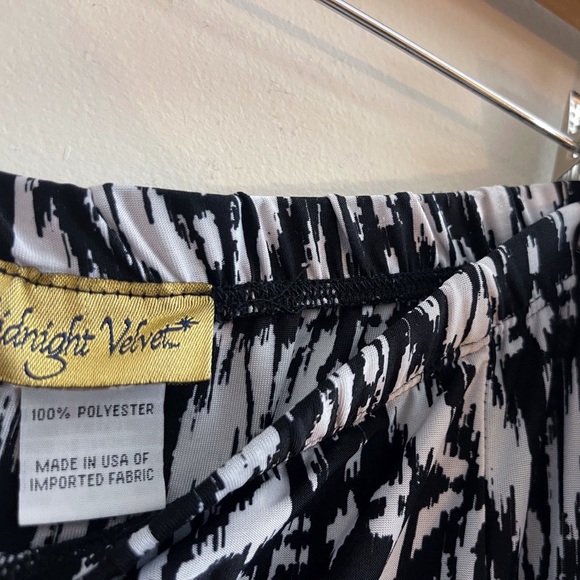 idnight Velvet
100% POLYESTER
MADE IN USA OF
IMPORTED FABRIC